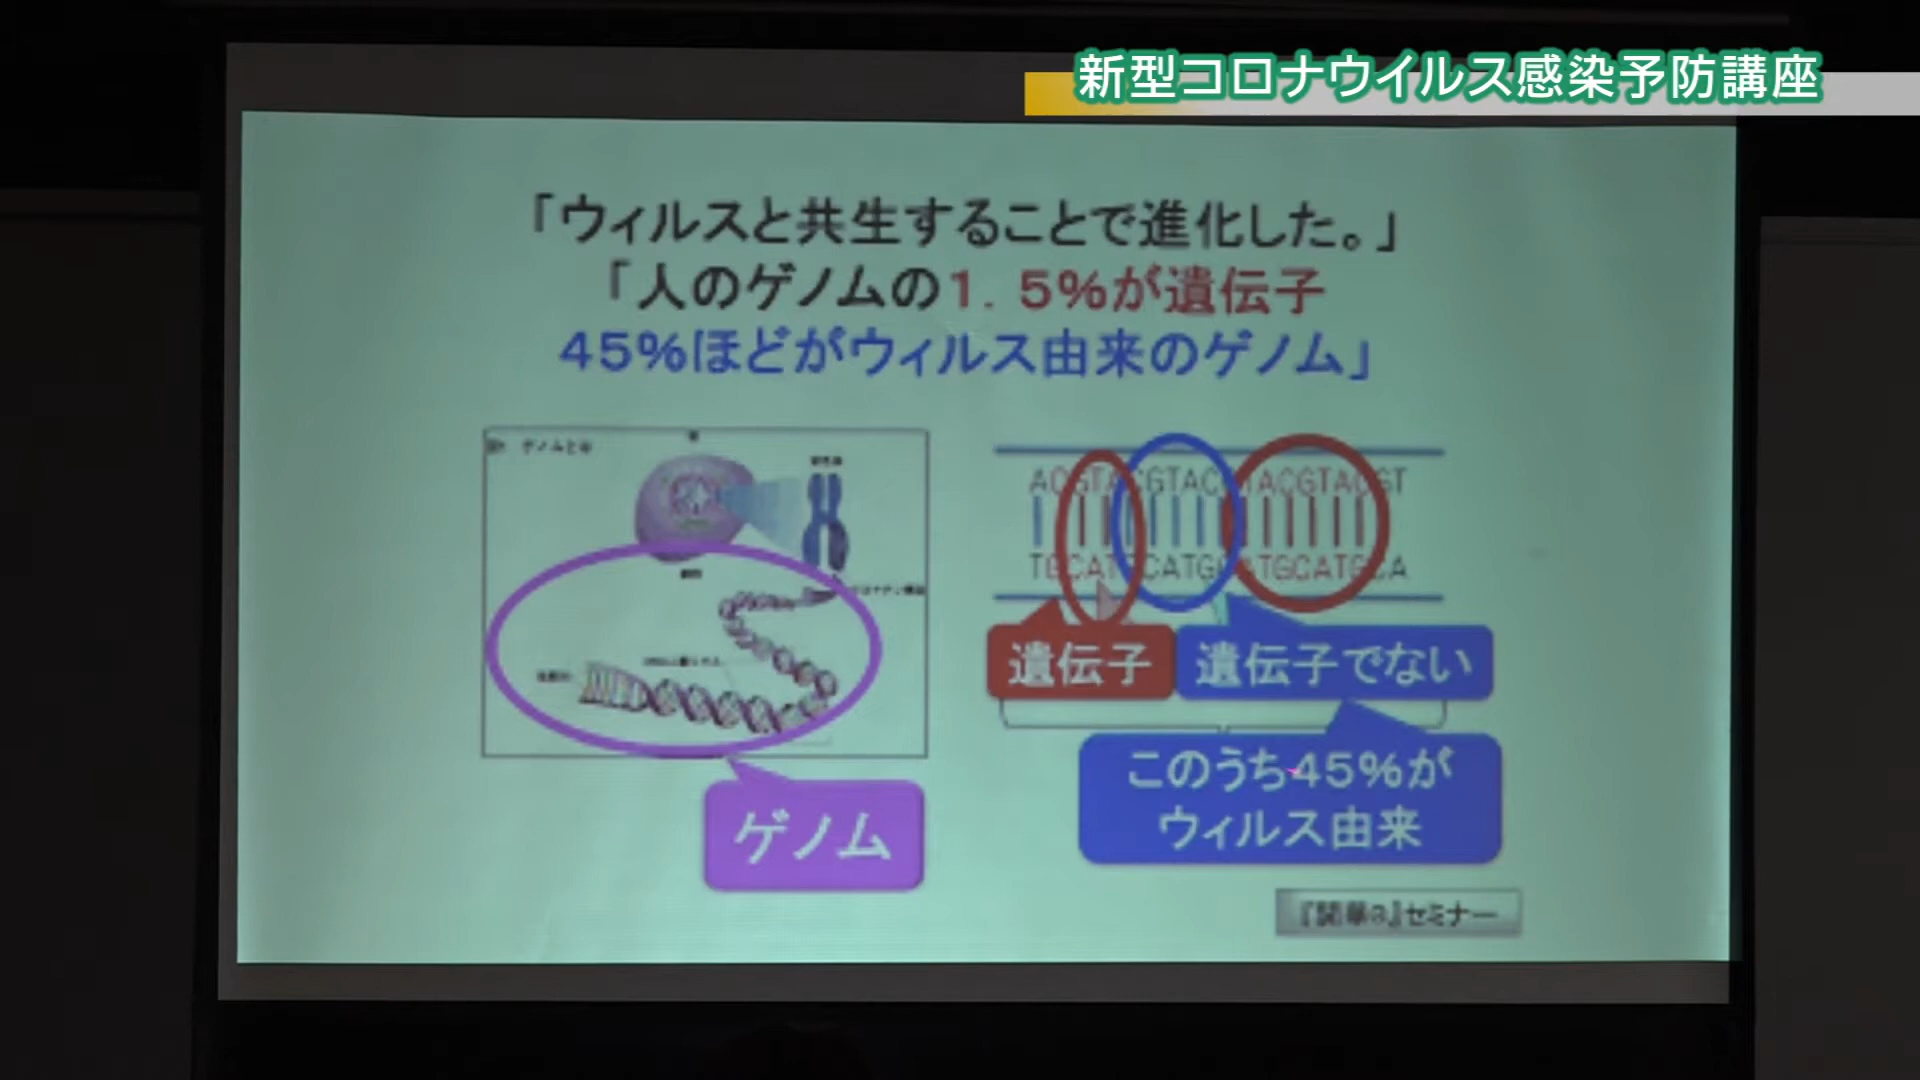 新型コロナウイルス感染予防講座
「ウィルスと共生することで進化した。」
「人のゲノムの1．5%が遺伝子
45%ほどがウィルス由来のゲノム」
ACGTACGTACGTACGTACGT
TGCATGCATGCATGCATGCA
遺伝子
遺伝子でない
このうち45%が
ウィルス由来
ゲノム